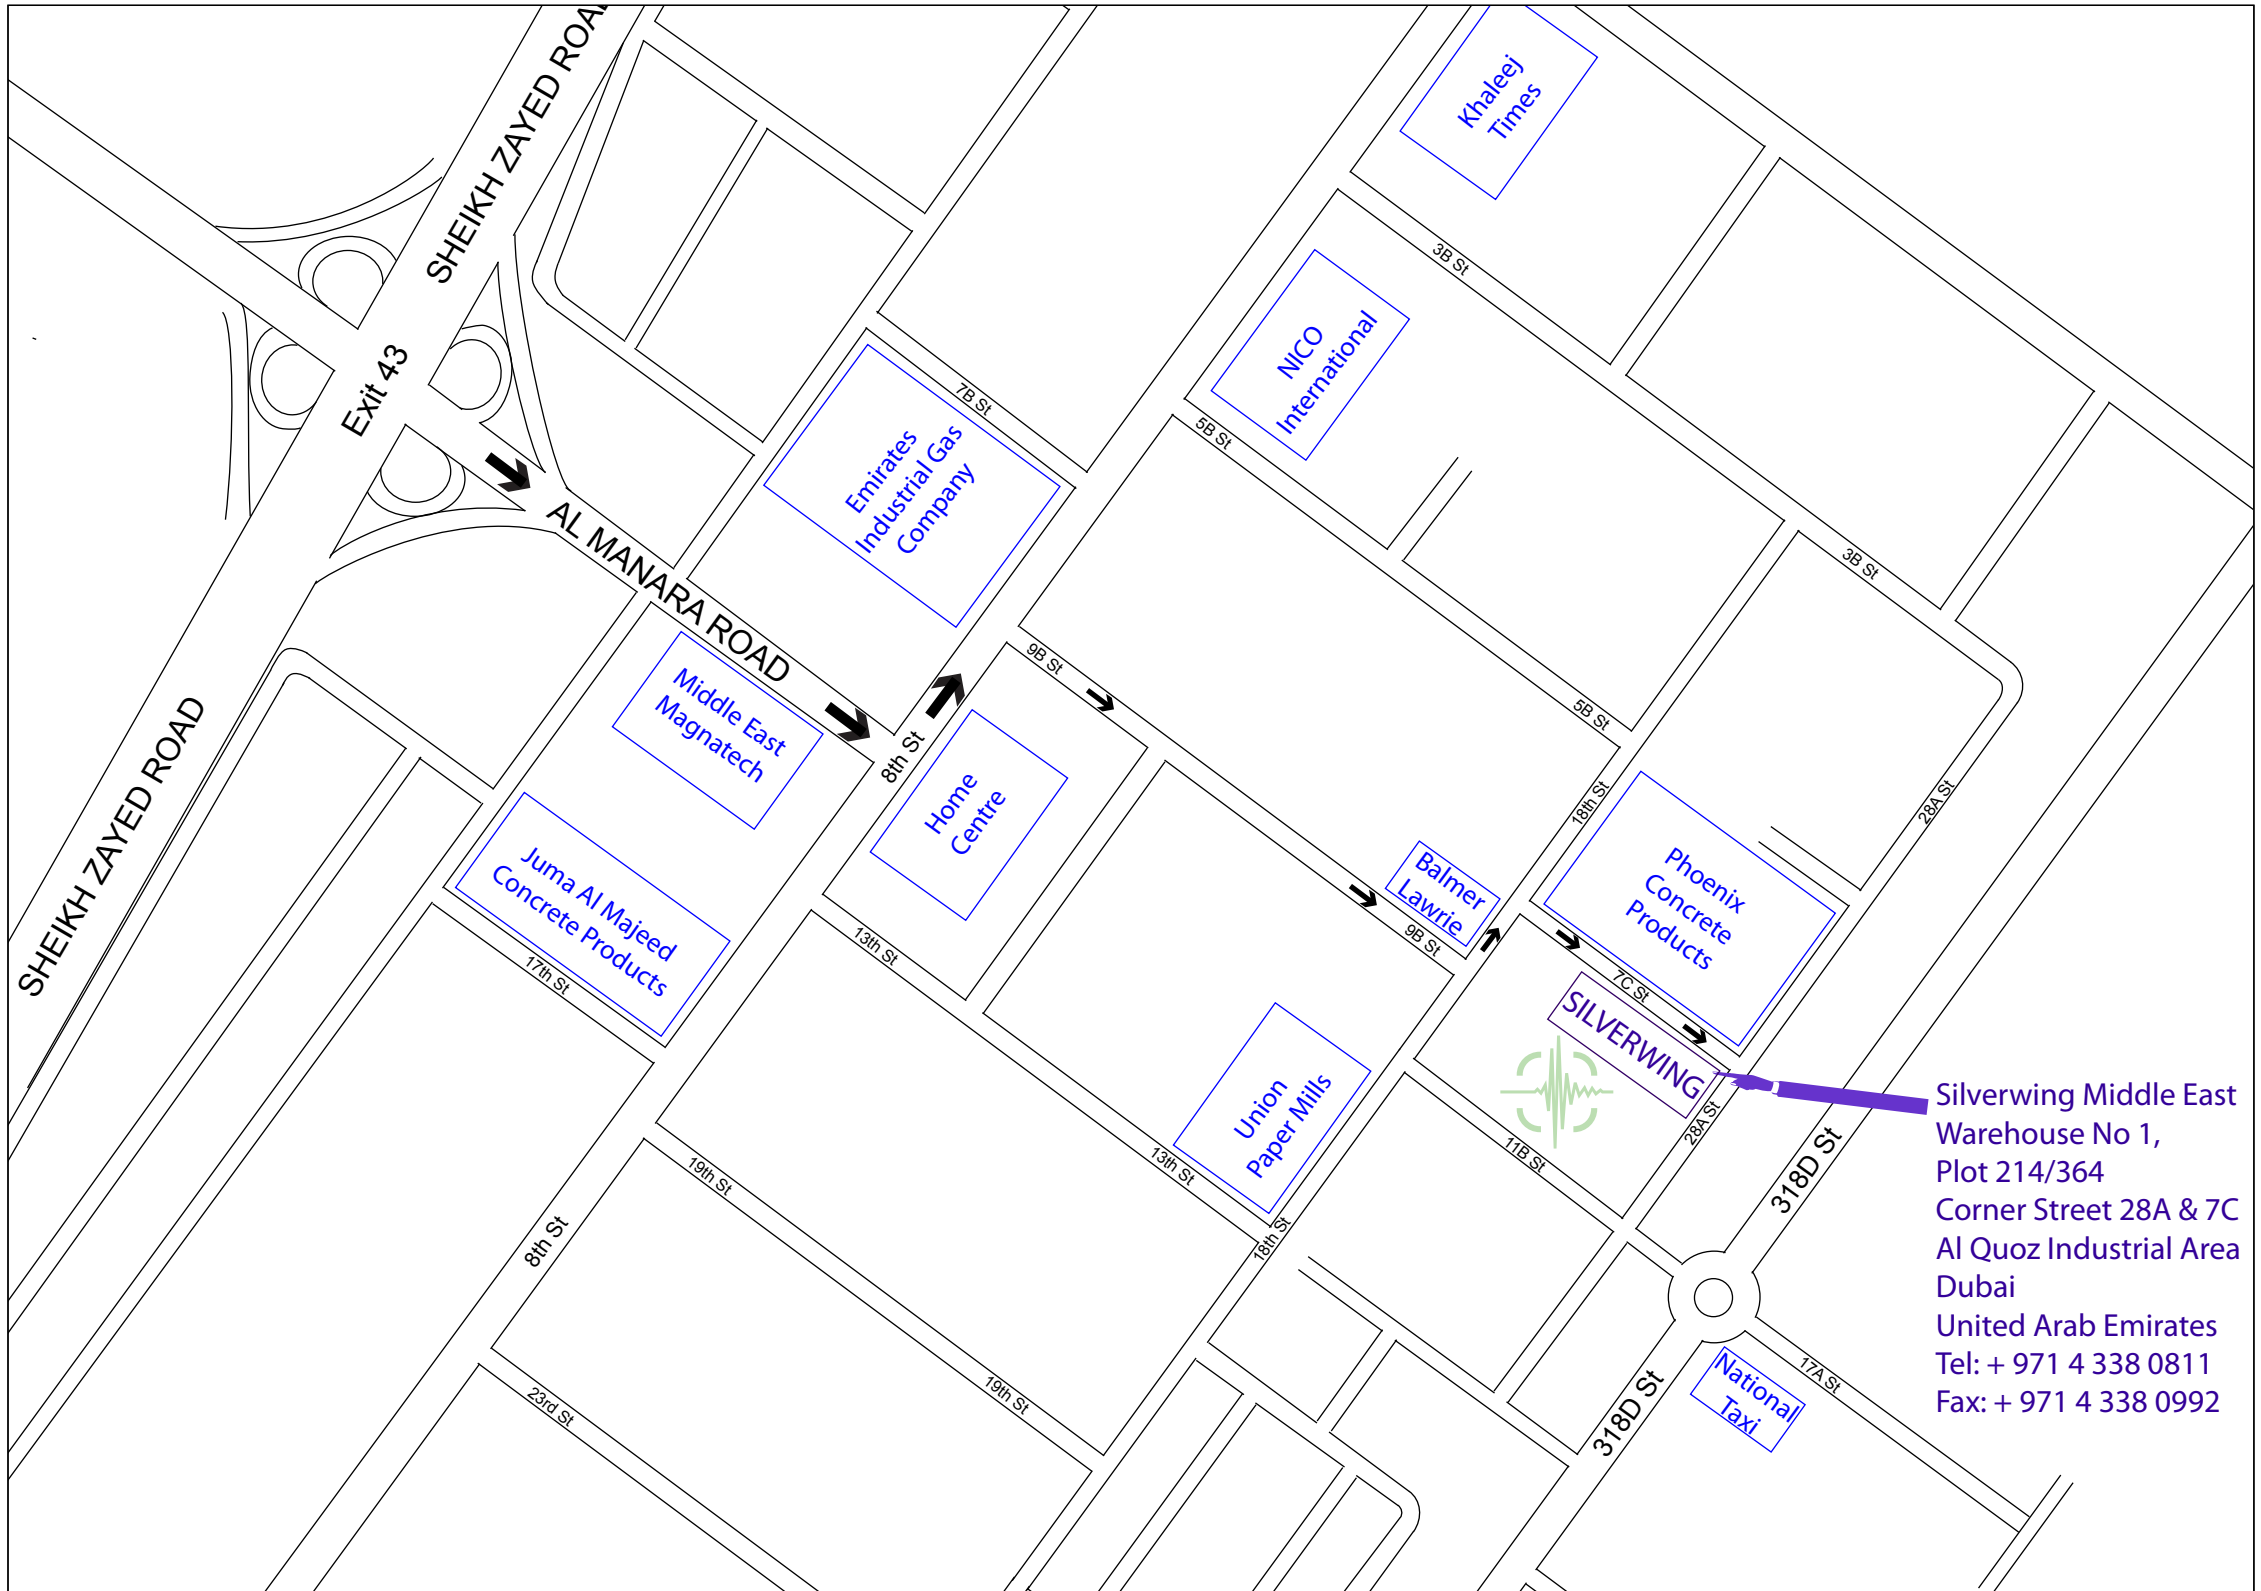 SHEIKH ZAYED ROAD
Khaleej
Times
3B St
NICO
International
Exit 43
7B St
5B St
Emirates
Industrial Gas
Company
AL MANARA ROAD
3B St
9B St
Middle East
Magnatech
5B St
8th St
Home
Centre
18th St
28A St
SHEIKH ZAYED ROAD
Juma Al Majeed
Concrete Products
Balmer
Lawrie
Phoenix
Concrete
Products
13th St
9B St
17th St
7C St
SILVERWING
Union
Paper Mills
28A St
11B St
318D St
19th St
13th St
8th St
18th St
Silverwing Middle East
Warehouse No 1,
Plot 214/364
Corner Street 28A & 7C
Al Quoz Industrial Area
Dubai
United Arab Emirates
Tel: + 971 4 338 0811
Fax: + 971 4 338 0992
23rd St
19th St
318D St
National
Taxi
17A St